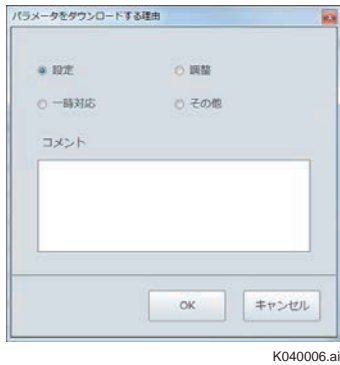 パラメータをダウンロードする理由
設定
調整
一時対応
その他
コメント
OK
キャンセル
K040006.ai